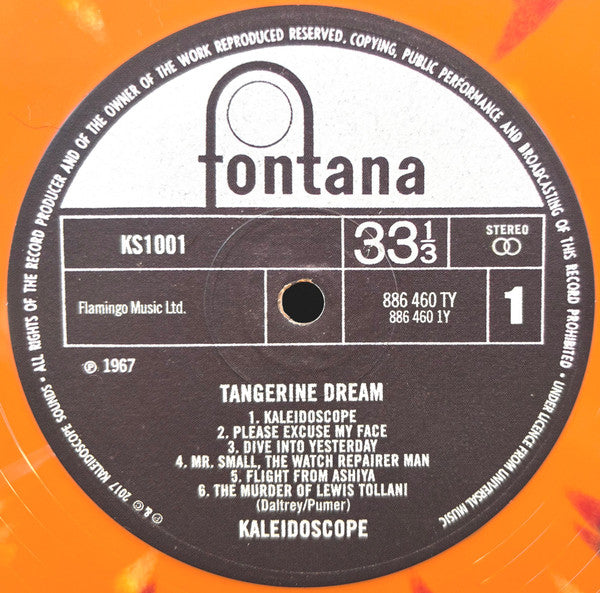 · ALL RIGHTS OF THE RECORD PRODUCER AND OF THE OWNER OF THE WORK REPRODUCED RESERVED. COPYING, PUBLIC PERFORMANCE AND BROADCASTING OF THIS RECORD PROHIBITED · UNDER LICENCE FROM UNIVERSAL MUSIC
℗ & © 2017 KALEIDOSCOPE SOUNDS
fontana
KS1001
33 1/3
STEREO
Flamingo Music Ltd.
886 460 TY
886 460 1Y
1
℗ 1967
TANGERINE DREAM
1. KALEIDOSCOPE
2. PLEASE EXCUSE MY FACE
3. DIVE INTO YESTERDAY
4. MR. SMALL, THE WATCH REPAIRER MAN
5. FLIGHT FROM ASHIYA
6. THE MURDER OF LEWIS TOLLANI
(Daltrey/Pumer)
KALEIDOSCOPE